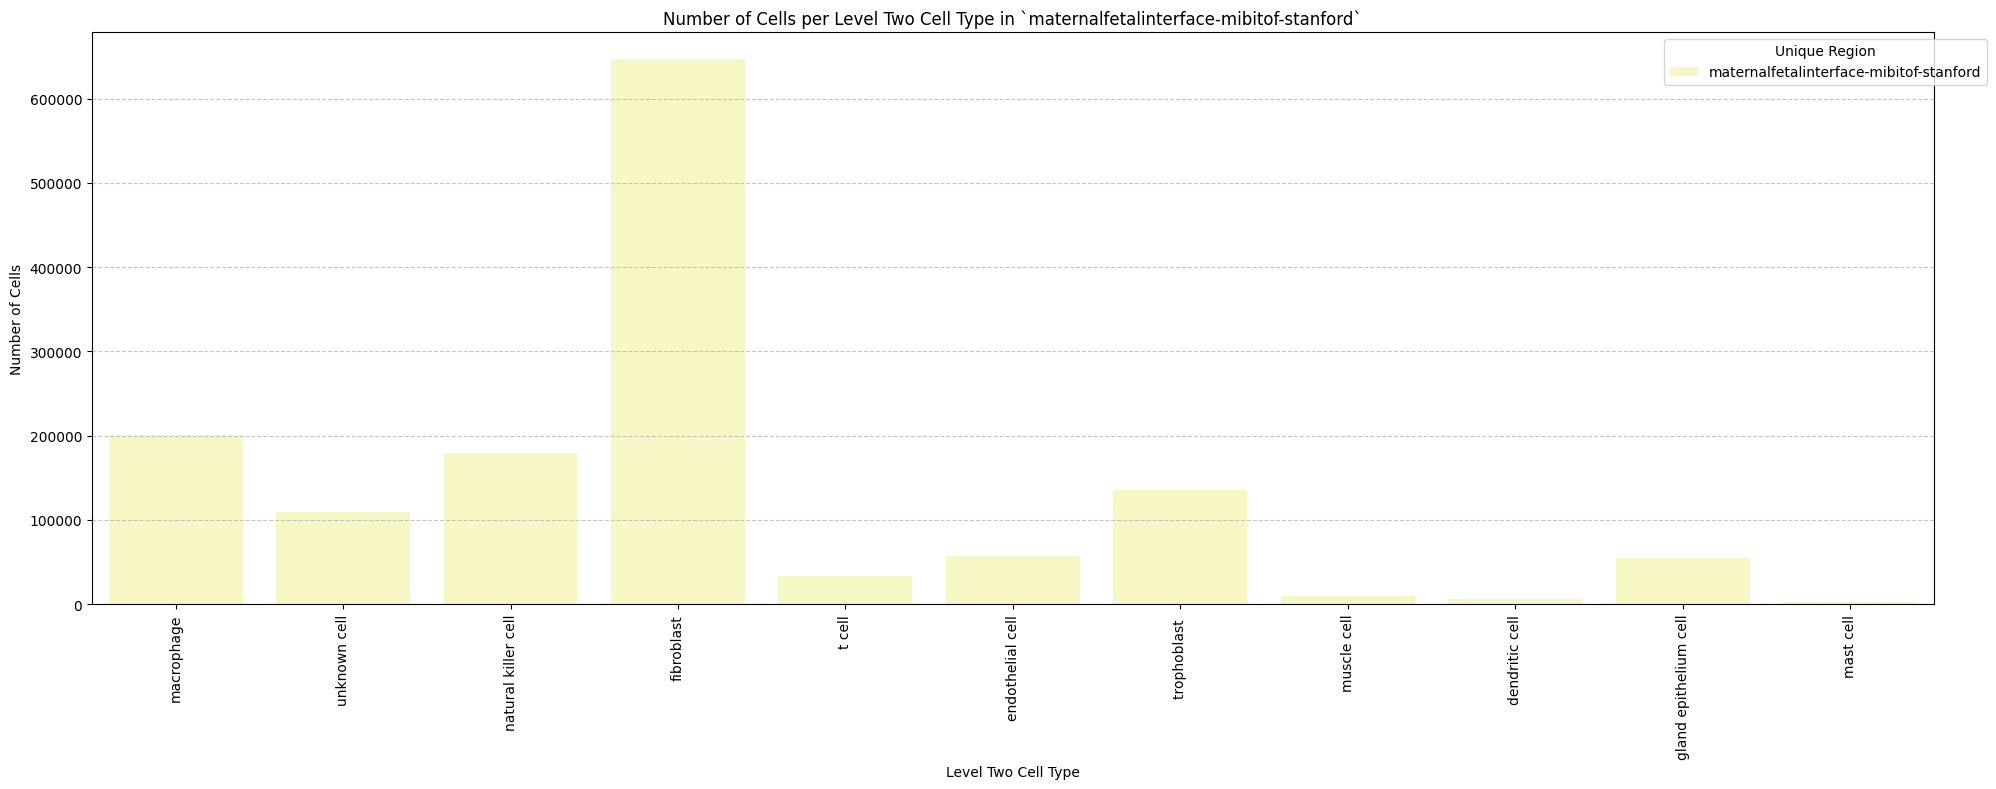 Number of Cells per Level Two Cell Type in `maternalfetalinterface-mibitof-stanford`
Unique Region
maternalfetalinterface-mibitof-stanford
Number of Cells
600000
500000
400000
300000
200000
100000
0
macrophage
unknown cell
natural killer cell
fibroblast
t cell
endothelial cell
trophoblast
muscle cell
dendritic cell
gland epithelium cell
mast cell
Level Two Cell Type